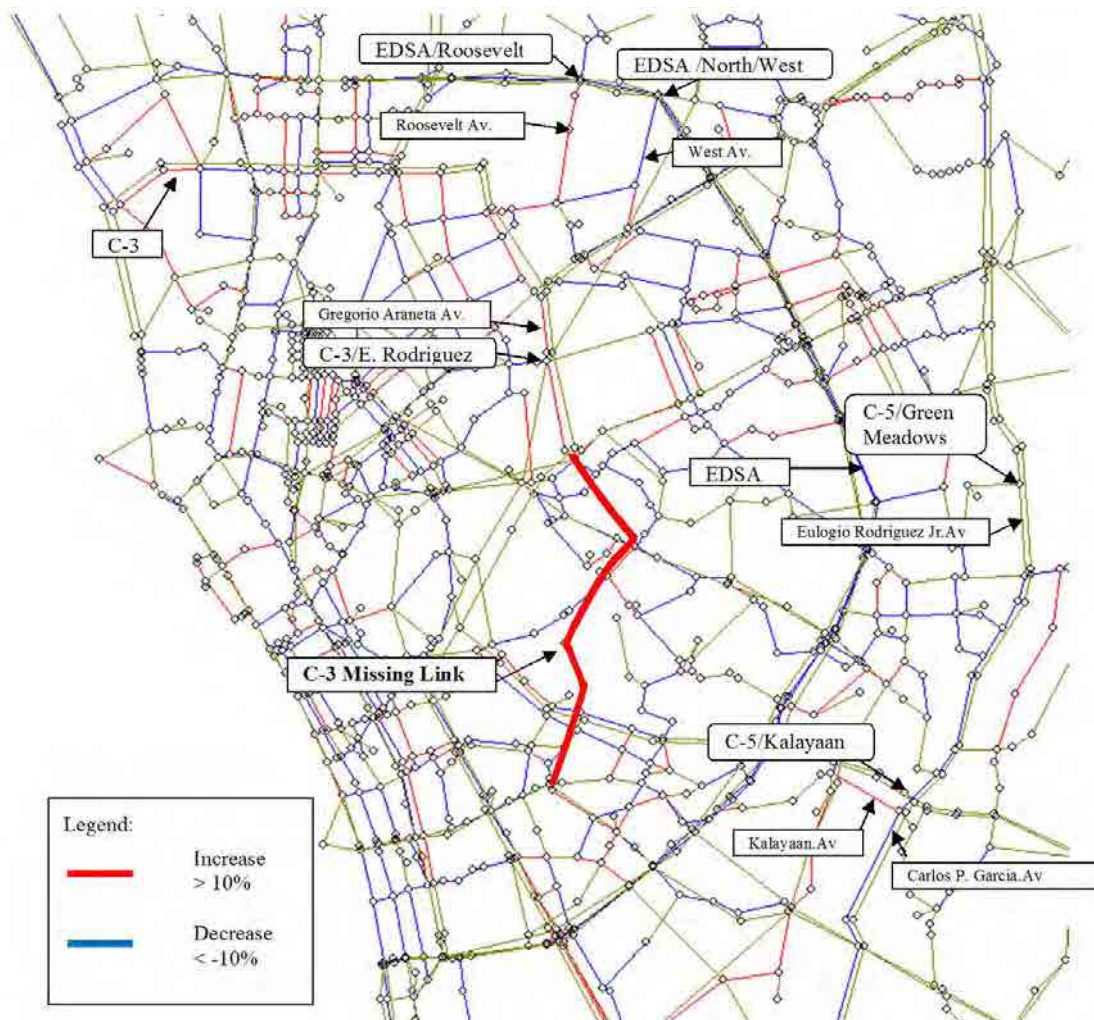 EDSA/Roosevelt
EDSA /North/West
Roosevelt Av.
West Av.
C-3
Gregorio Araneta Av.
C-3/E. Rodriguez
C-5/Green
Meadows
EDSA
Eulogio Rodriguez Jr.Av
C-3 Missing Link
C-5/Kalayaan
Kalayaan.Av
Carlos P. Garcia.Av
Legend:
Increase
> 10%
Decrease
< -10%